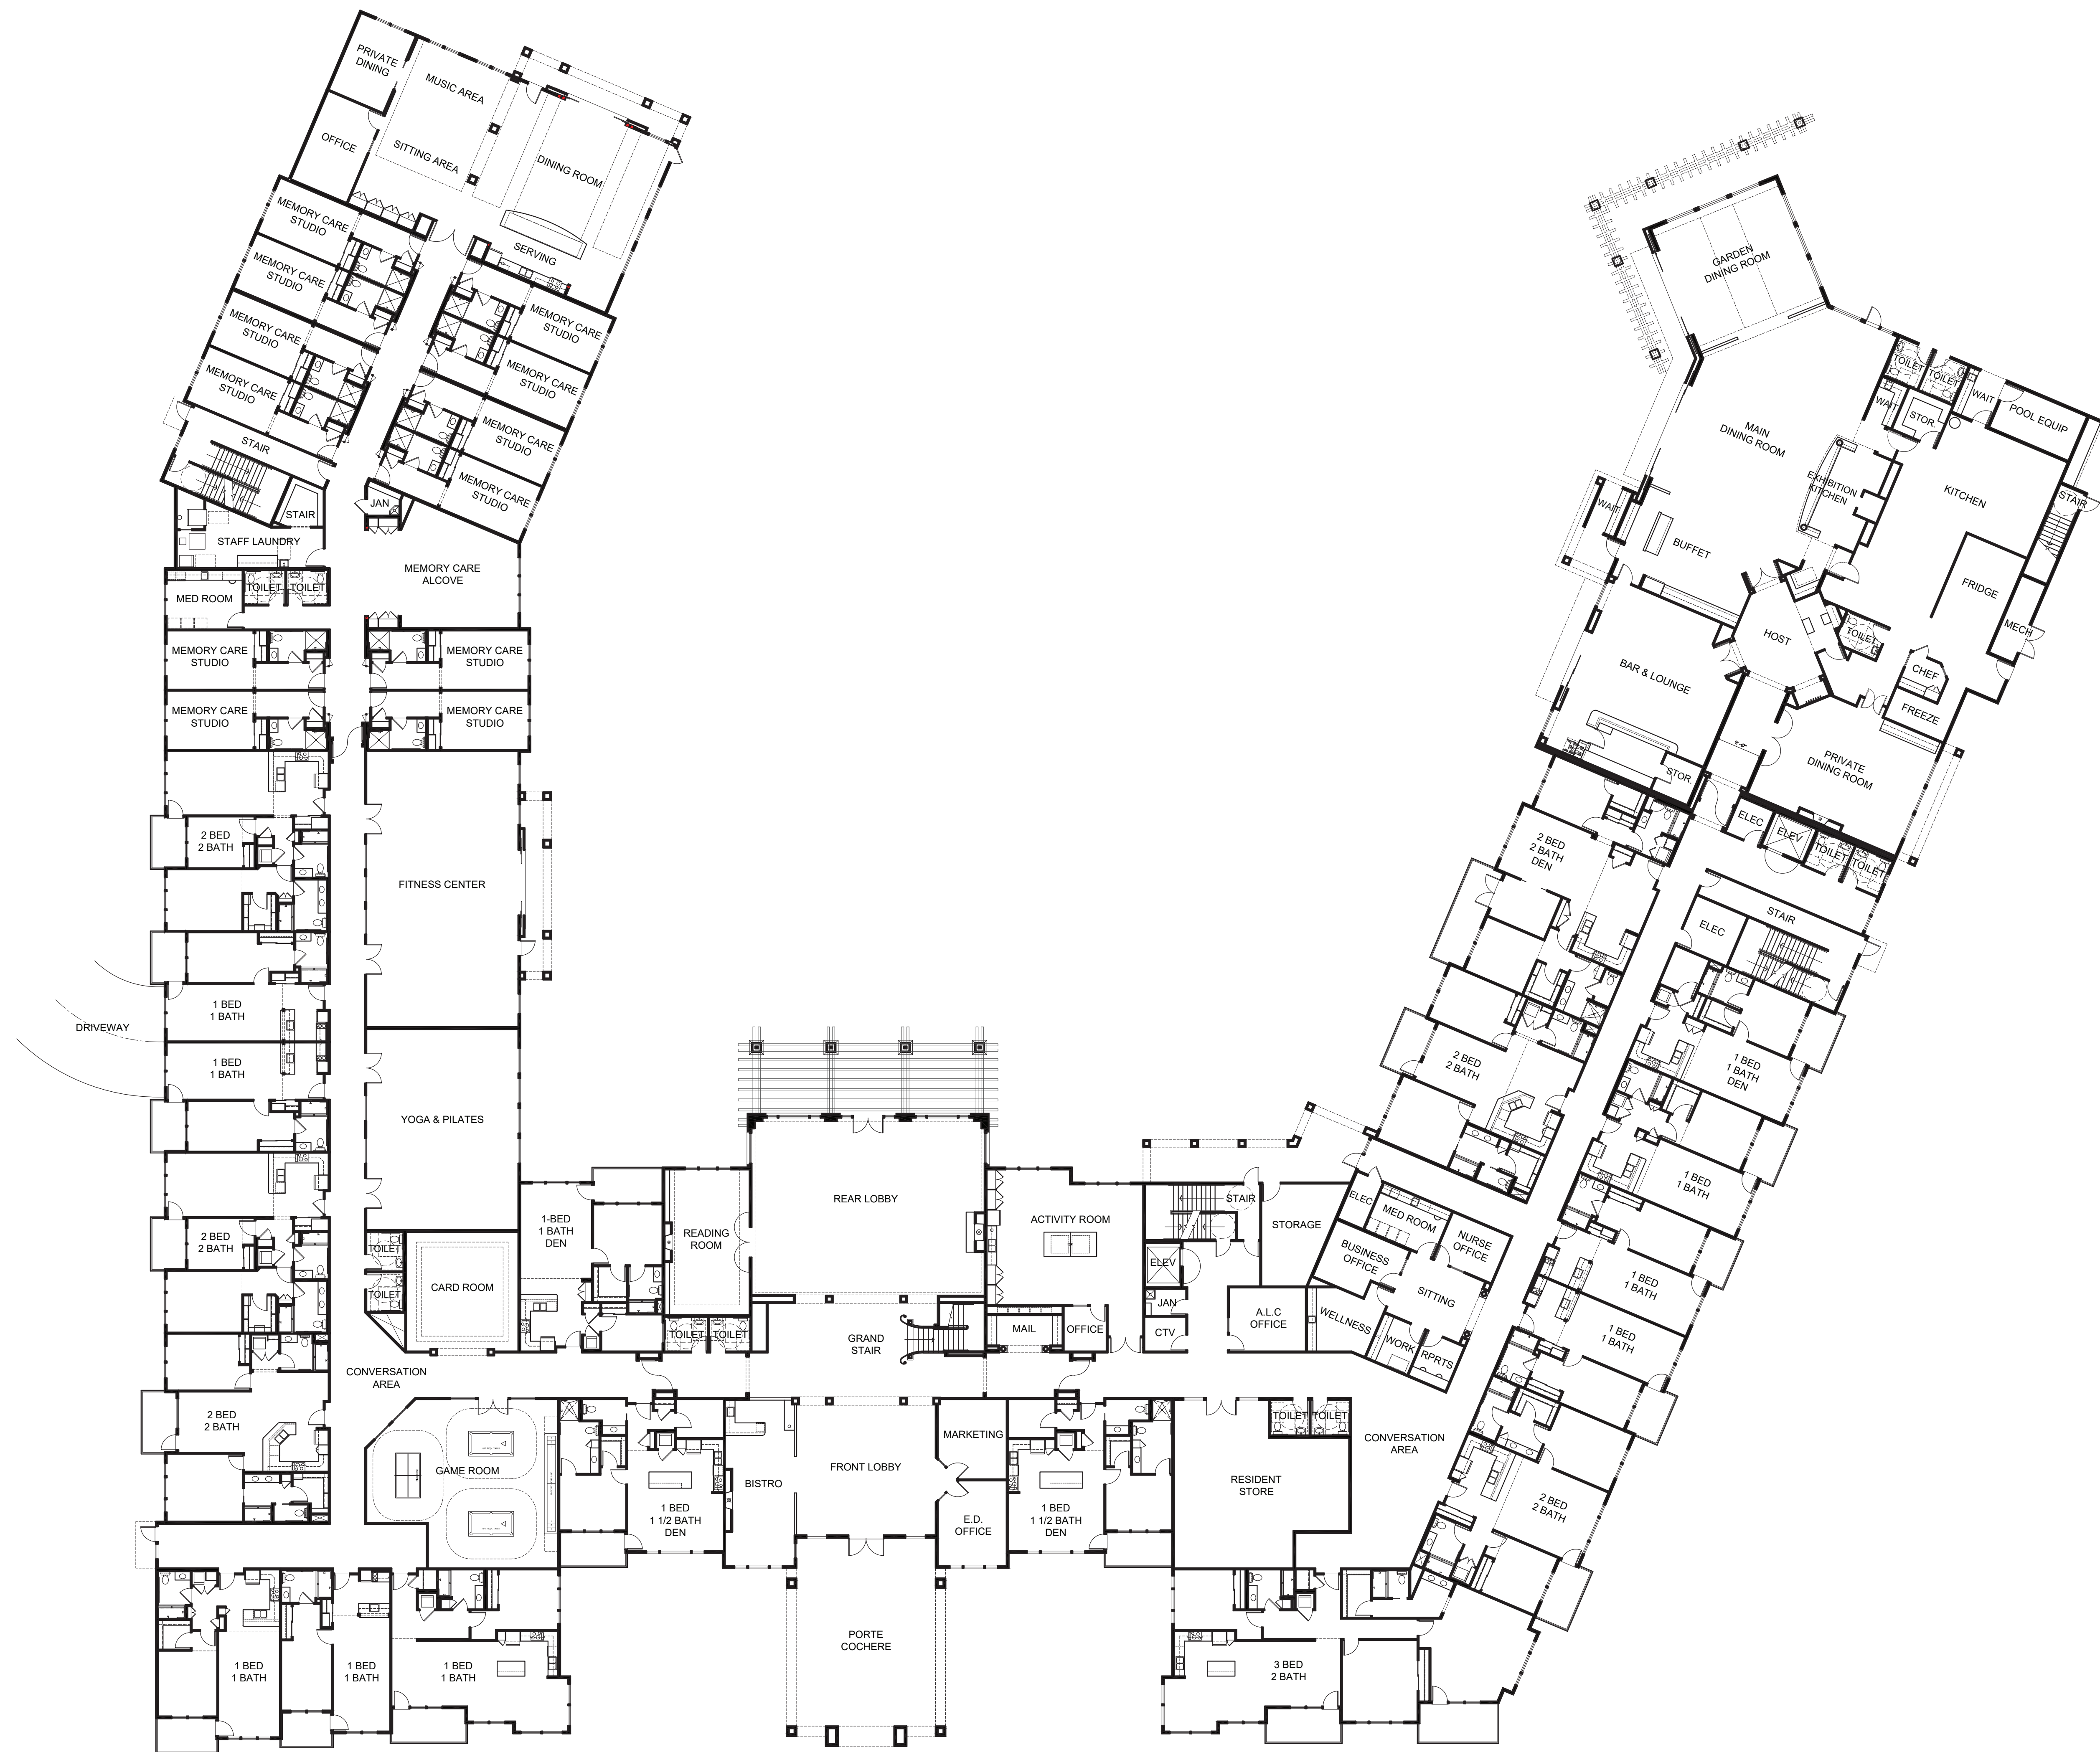 PRIVATE
DINING
MUSIC AREA
OFFICE
SITTING AREA
DINING ROOM
SERVING
MEMORY CARE
STUDIO
MEMORY CARE
STUDIO
MEMORY CARE
STUDIO
MEMORY CARE
STUDIO
MEMORY CARE
STUDIO
MEMORY CARE
STUDIO
MEMORY CARE
STUDIO
MEMORY CARE
STUDIO
STAIR
STAIR
JAN
STAFF LAUNDRY
MEMORY CARE
ALCOVE
MED ROOM
TOILET
TOILET
MEMORY CARE
STUDIO
MEMORY CARE
STUDIO
MEMORY CARE
STUDIO
MEMORY CARE
STUDIO
2 BED
2 BATH
FITNESS CENTER
1 BED
1 BATH
DRIVEWAY
1 BED
1 BATH
YOGA & PILATES
2 BED
2 BATH
TOILET
TOILET
CARD ROOM
1-BED
1 BATH
DEN
READING
ROOM
TOILET
TOILET
REAR LOBBY
GRAND
STAIR
ACTIVITY ROOM
MAIL
OFFICE
STAIR
ELEV
JAN
CTV
STORAGE
A.L.C
OFFICE
ELEC
MED ROOM
NURSE
OFFICE
BUSINESS
OFFICE
SITTING
WELLNESS
WORK
RPRTS
CONVERSATION
AREA
2 BED
2 BATH
GAME ROOM
1 BED
1 1/2 BATH
DEN
BISTRO
FRONT LOBBY
MARKETING
E.D.
OFFICE
1 BED
1 1/2 BATH
DEN
RESIDENT
STORE
TOILET
TOILET
CONVERSATION
AREA
1 BED
1 BATH
1 BED
1 BATH
1 BED
1 BATH
PORTE
COCHERE
3 BED
2 BATH
GARDEN
DINING ROOM
TOILET
TOILET
WAIT
WAIT
STOR.
POOL EQUIP
MAIN
DINING ROOM
EXHIBITION
KITCHEN
KITCHEN
STAIR
WAIT
BUFFET
FRIDGE
MECH
HOST
TOILET
CHEF
FREEZE
BAR & LOUNGE
STOR.
PRIVATE
DINING ROOM
ELEC
ELEV
TOILET
TOILET
2 BED
2 BATH
DEN
STAIR
ELEC
2 BED
2 BATH
1 BED
1 BATH
DEN
1 BED
1 BATH
1 BED
1 BATH
1 BED
1 BATH
2 BED
2 BATH